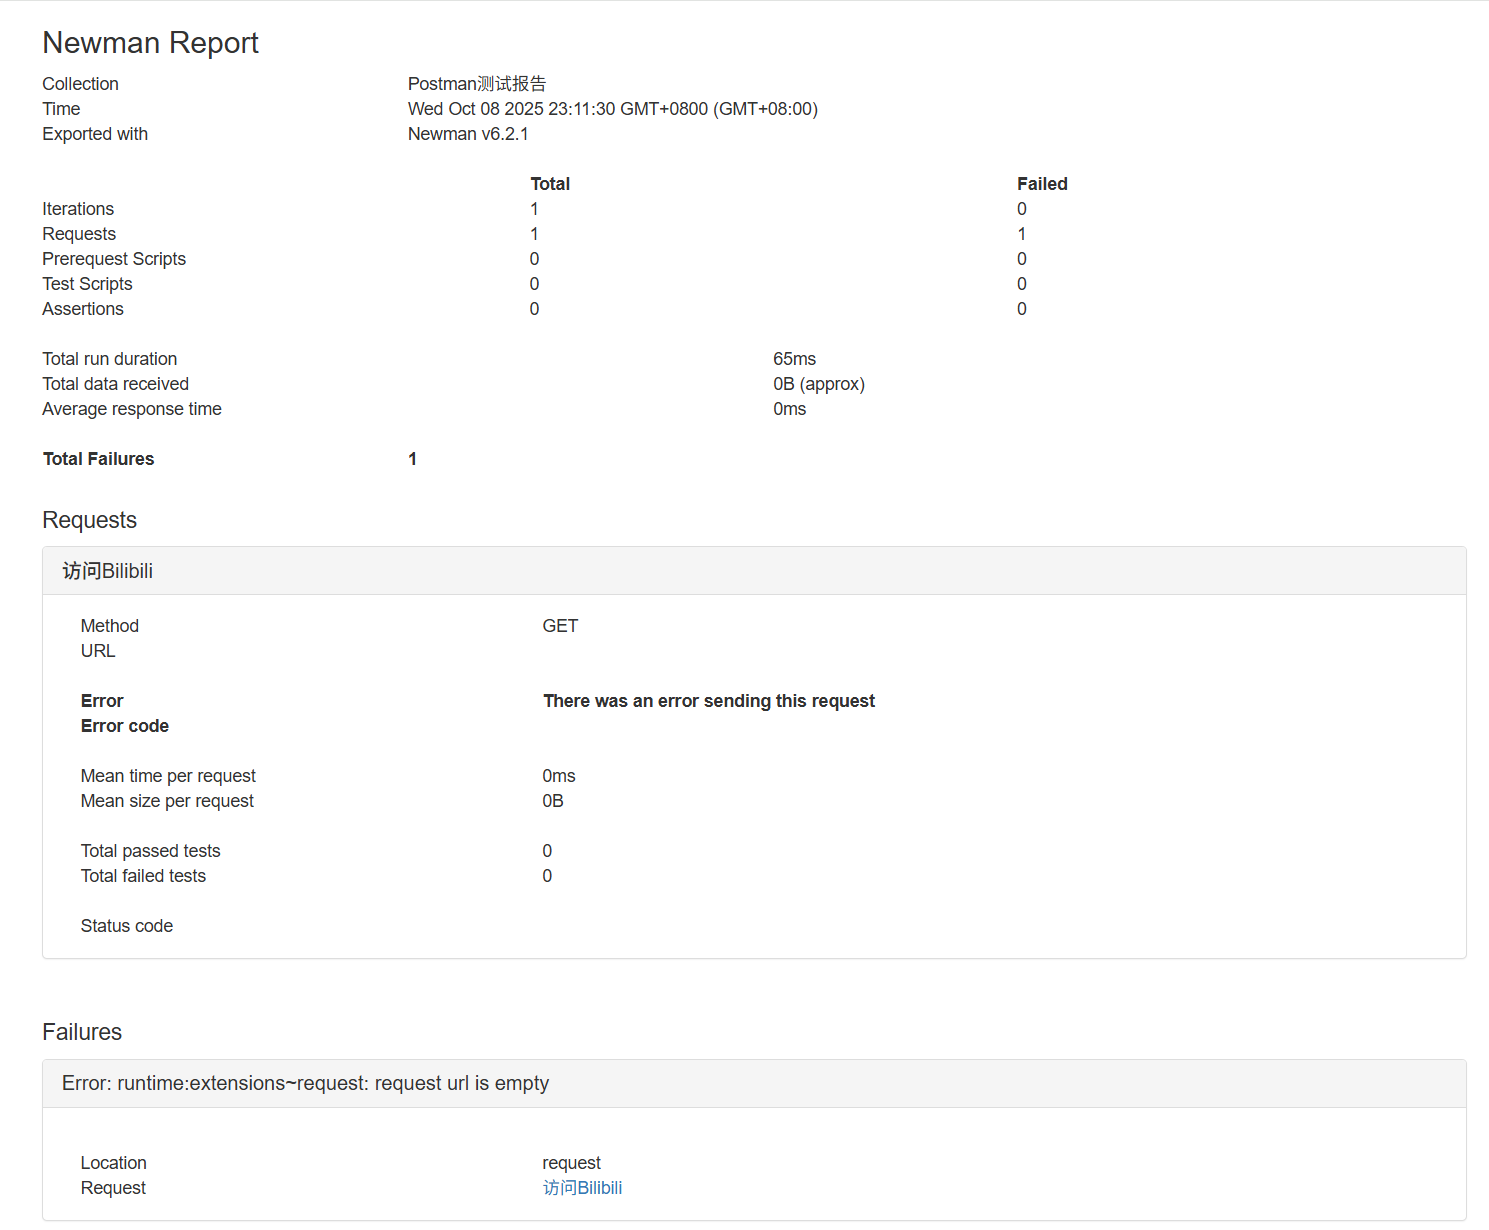 Newman Report
Collection Postman测试报告
Time Wed Oct 08 2025 23:11:30 GMT+0800 (GMT+08:00)
Exported with Newman v6.2.1
Total Failed
Iterations 1 0
Requests 1 1
Prerequest Scripts 0 0
Test Scripts 0 0
Assertions 0 0
Total run duration 65ms
Total data received 0B (approx)
Average response time 0ms
Total Failures 1
Requests
访问Bilibili
Method GET
URL
Error There was an error sending this request
Error code
Mean time per request 0ms
Mean size per request 0B
Total passed tests 0
Total failed tests 0
Status code
Failures
Error: runtime:extensions~request: request url is empty
Location request
Request 访问Bilibili